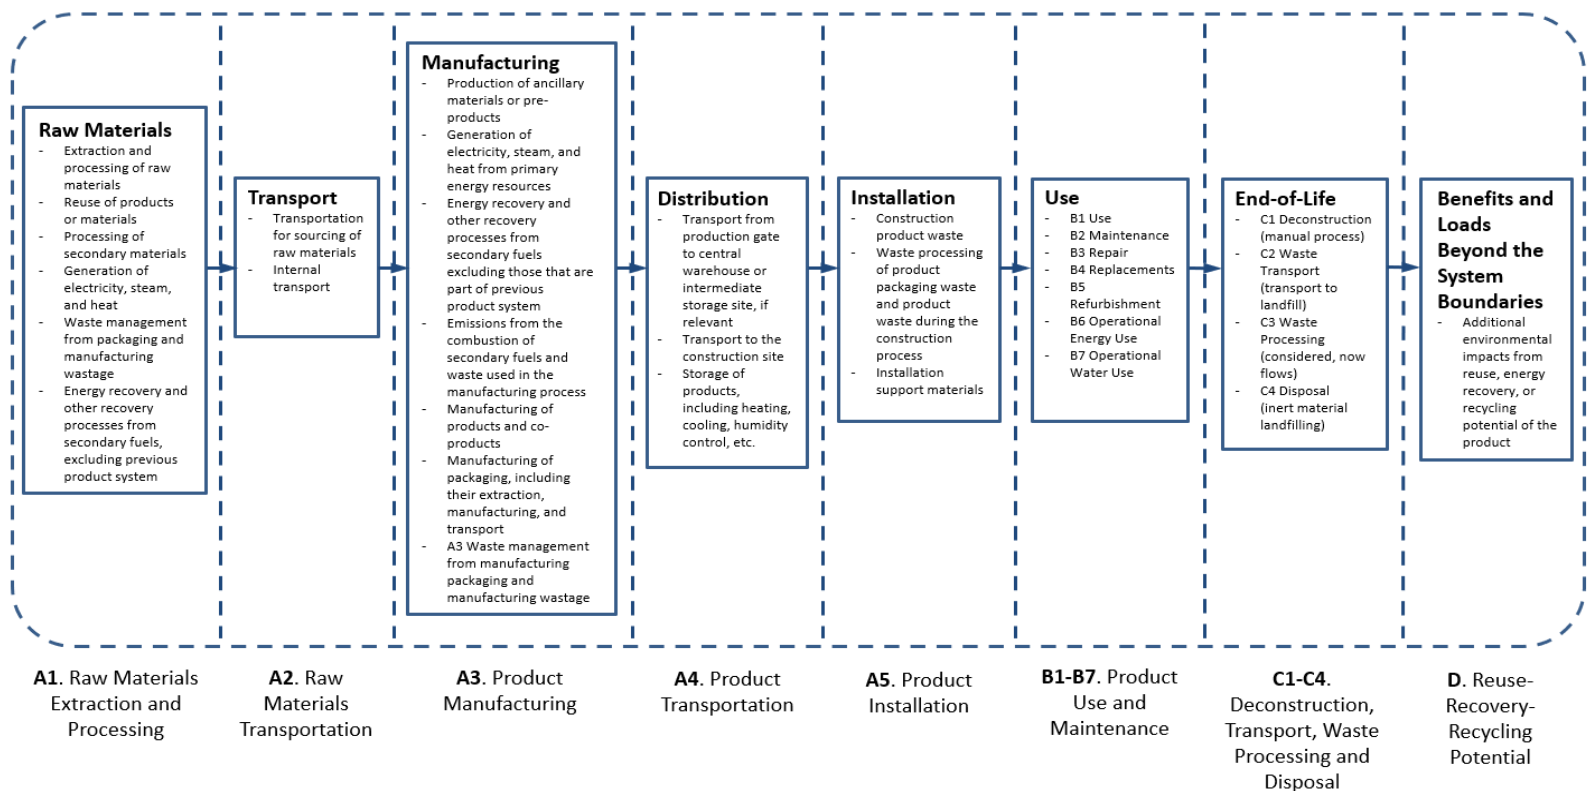 Raw Materials
- Extraction and
processing of raw
materials
- Reuse of products
or materials
- Processing of
secondary materials
- Generation of
electricity, steam,
and heat
- Waste management
from packaging and
manufacturing
wastage
- Energy recovery and
other recovery
processes from
secondary fuels,
excluding previous
product system
Transport
- Transportation
for sourcing of
raw materials
- Internal
transport
Manufacturing
- Production of ancillary
materials or pre-
products
- Generation of
electricity, steam, and
heat from primary
energy resources
- Energy recovery and
other recovery
processes from
secondary fuels
excluding those that are
part of previous
product system
- Emissions from the
combustion of
secondary fuels and
waste used in the
manufacturing process
- Manufacturing of
products and co-
products
- Manufacturing of
packaging, including
their extraction,
manufacturing, and
transport
- A3 Waste management
from manufacturing
packaging and
manufacturing wastage
Distribution
- Transport from
production gate
to central
warehouse or
intermediate
storage site, if
relevant
- Transport to the
construction site
- Storage of
products,
including heating,
cooling, humidity
control, etc.
Installation
- Construction
product waste
- Waste processing
of product
packaging waste
and product
waste during the
construction
process
- Installation
support materials
Use
- B1 Use
- B2 Maintenance
- B3 Repair
- B4 Replacements
- B5
Refurbishment
- B6 Operational
Energy Use
- B7 Operational
Water Use
End-of-Life
- C1 Deconstruction
(manual process)
- C2 Waste
Transport
(transport to
landfill)
- C3 Waste
Processing
(considered, now
flows)
- C4 Disposal
(inert material
landfilling)
Benefits and
Loads
Beyond the
System
Boundaries
- Additional
environmental
impacts from
reuse, energy
recovery, or
recycling
potential of the
product
A1. Raw Materials
Extraction and
Processing
A2. Raw
Materials
Transportation
A3. Product
Manufacturing
A4. Product
Transportation
A5. Product
Installation
B1-B7. Product
Use and
Maintenance
C1-C4.
Deconstruction,
Transport, Waste
Processing and
Disposal
D. Reuse-
Recovery-
Recycling
Potential